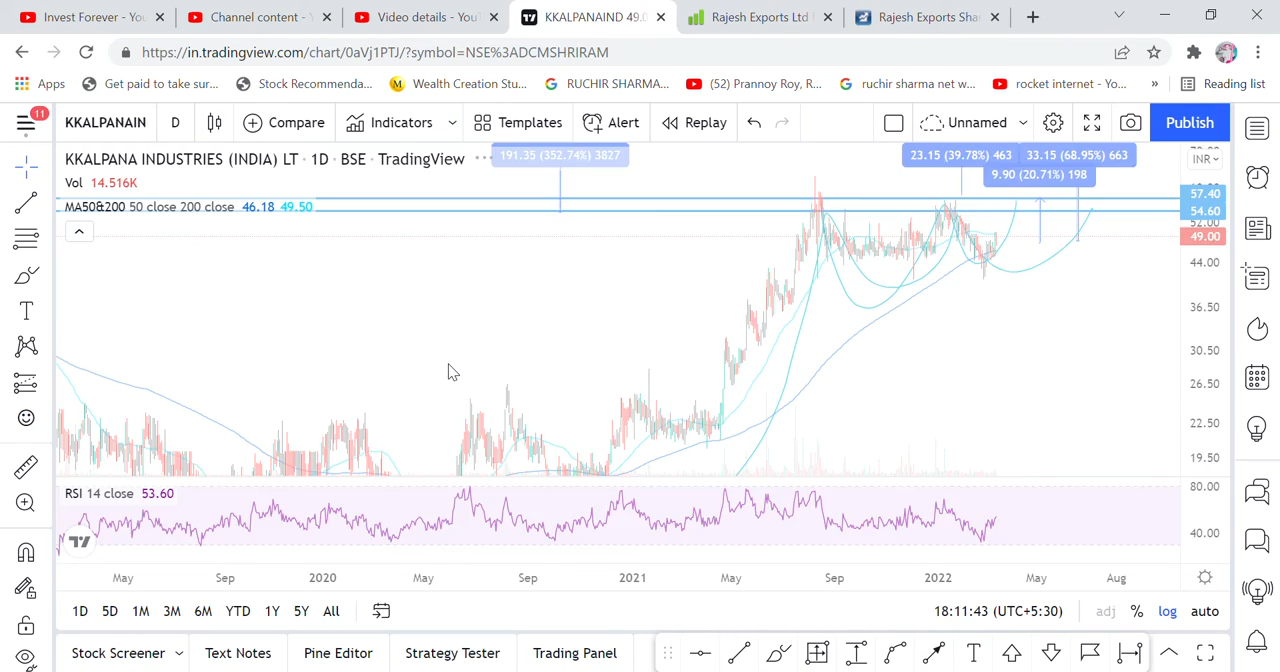 Invest Forever - You
Channel content - You
Video details - YouT
KKALPANAIND 49.0
Rajesh Exports Ltd
Rajesh Exports Shar
https://in.tradingview.com/chart/0aVj1PTJ/?symbol=NSE%3ADCMSHRIRAM
Apps
Get paid to take sur...
Stock Recommenda...
Wealth Creation Stu...
RUCHIR SHARMA...
(52) Prannoy Roy, R...
ruchir sharma net w...
rocket internet - Yo...
»
Reading list
11
KKALPANAIN
D
Compare
Indicators
Templates
Alert
Replay
Unnamed
Publish
KKALPANA INDUSTRIES (INDIA) LT · 1D · BSE · TradingView
191.35 (352.74%) 3827
23.15 (39.78%) 463
33.15 (68.95%) 663
9.90 (20.71%) 198
INR
Vol 14.516K
MA50&200 50 close 200 close 46.18 49.50
57.40
54.60
52.00
49.00
44.00
36.50
30.50
26.50
22.50
19.50
RSI 14 close 53.60
80.00
40.00
May
Sep
2020
May
Sep
2021
May
Sep
2022
May
Aug
1D 5D 1M 3M 6M YTD 1Y 5Y All
18:11:43 (UTC+5:30)
adj % log auto
Stock Screener
Text Notes
Pine Editor
Strategy Tester
Trading Panel